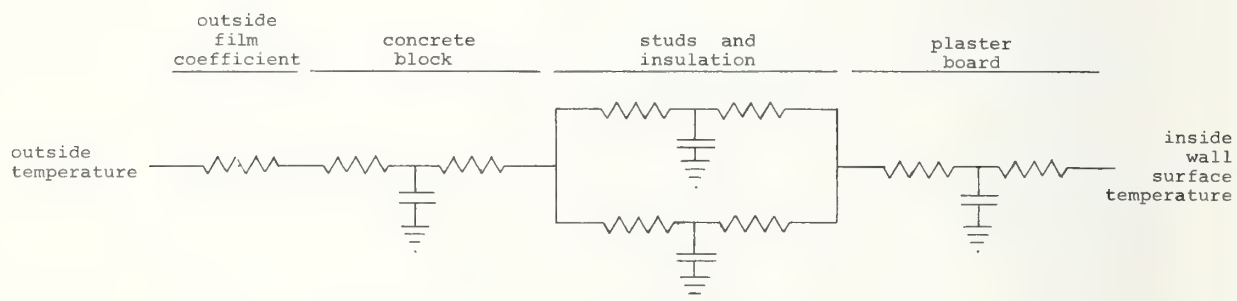 outside
film
coefficient
concrete
block
studs and
insulation
plaster
board
outside
temperature
inside
wall
surface
temperature